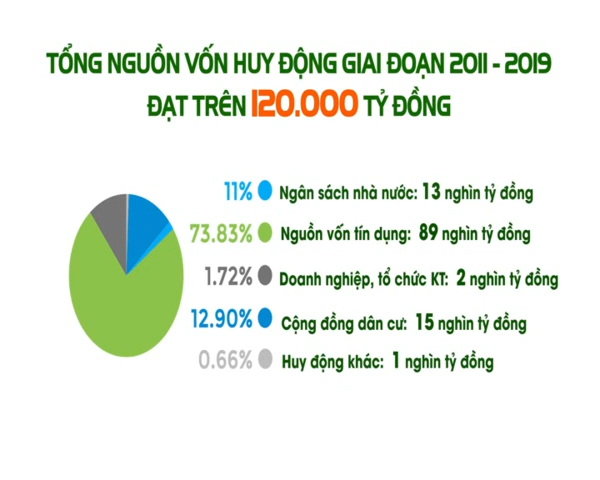 TỔNG NGUỒN VỐN HUY ĐỘNG GIAI ĐOẠN 2011 - 2019
ĐẠT TRÊN 120.000 TỶ ĐỒNG
11% Ngân sách nhà nước: 13 nghìn tỷ đồng
73.83% Nguồn vốn tín dụng: 89 nghìn tỷ đồng
1.72% Doanh nghiệp, tổ chức KT: 2 nghìn tỷ đồng
12.90% Cộng đồng dân cư: 15 nghìn tỷ đồng
0.66% Huy động khác: 1 nghìn tỷ đồng